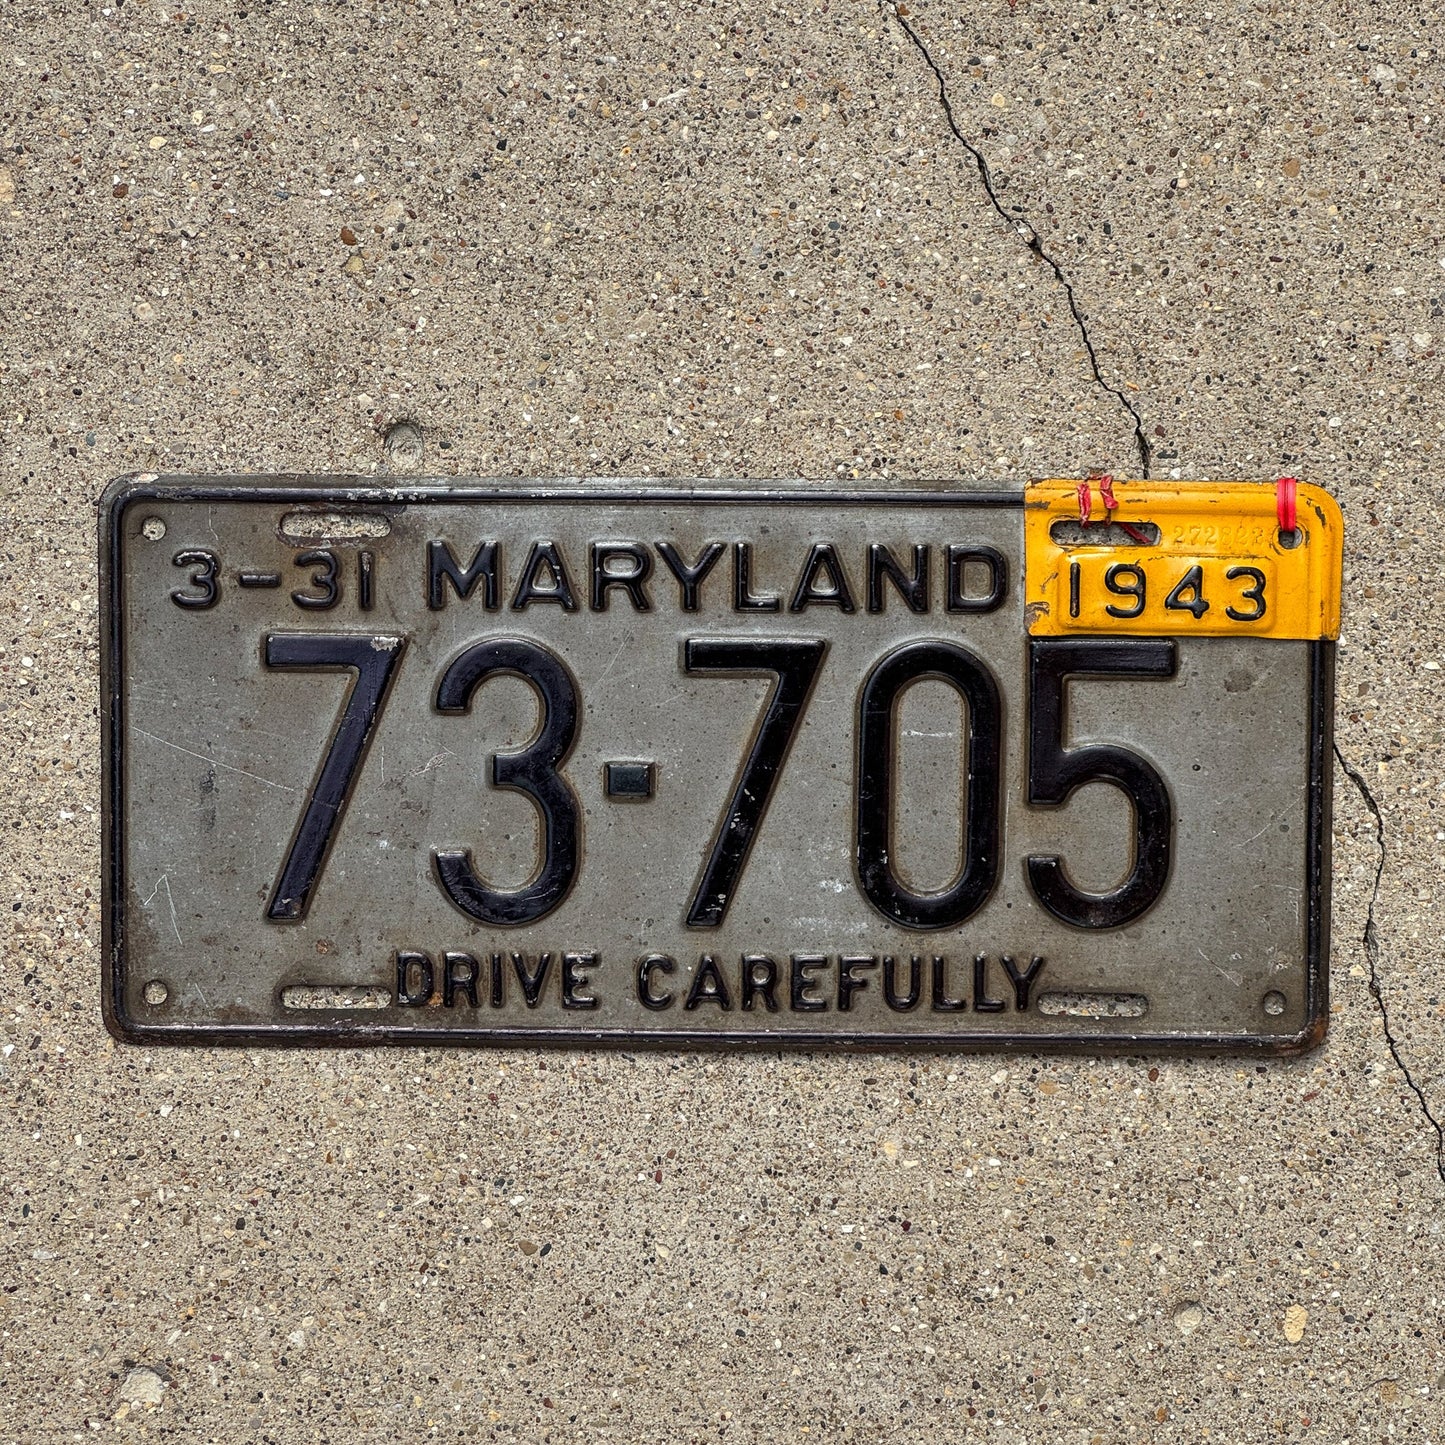 3-31 MARYLAND
1943
73-705
DRIVE CAREFULLY